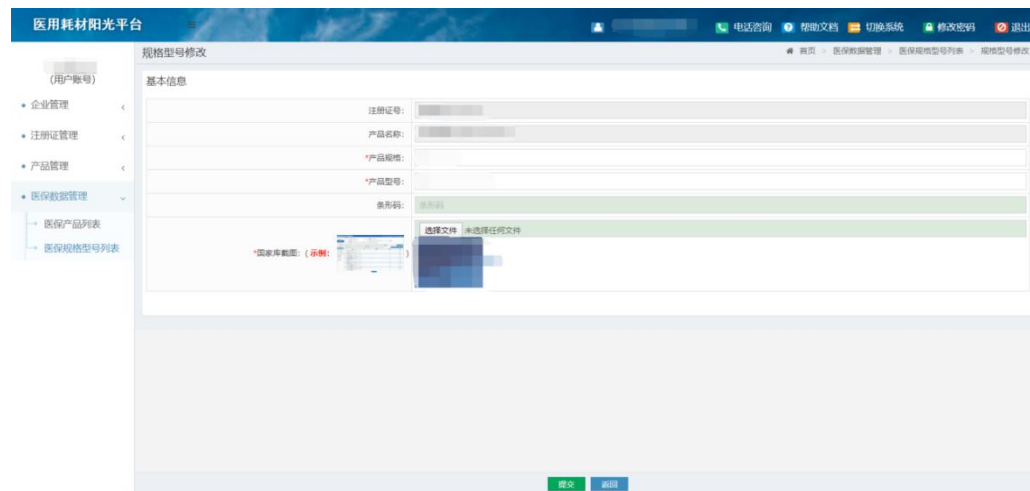 医用耗材阳光平台
电话咨询 帮助文档 切换系统 修改密码 退出
规格型号修改
首页 > 医保数据管理 > 医保规格型号列表 > 规格型号修改
(用户账号)
企业管理
注册证管理
产品管理
医保数据管理
医保产品列表
医保规格型号列表
基本信息
注册证号:
产品名称:
*产品规格:
*产品型号:
条形码: 条形码
*国家库截图: ( 示例: )
选择文件 未选择任何文件
提交 返回